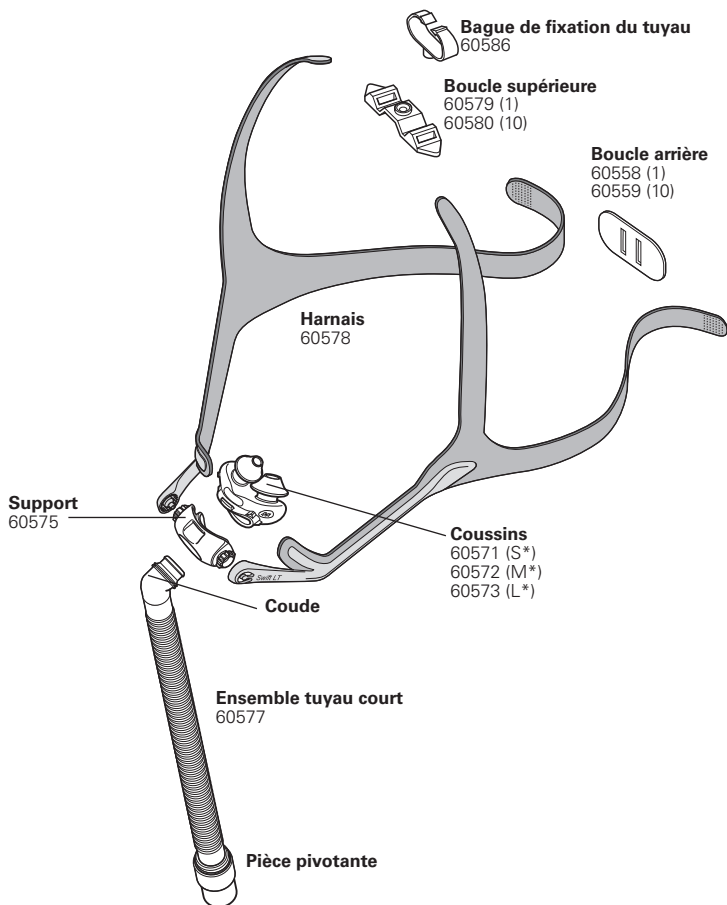 Bague de fixation du tuyau
60586
Boucle supérieure
60579 (1)
60580 (10)
Boucle arrière
60558 (1)
60559 (10)
Harnais
60578
Support
60575
Coussins
60571 (S*)
60572 (M*)
60573 (L*)
Swift LT
Coude
Ensemble tuyau court
60577
Pièce pivotante